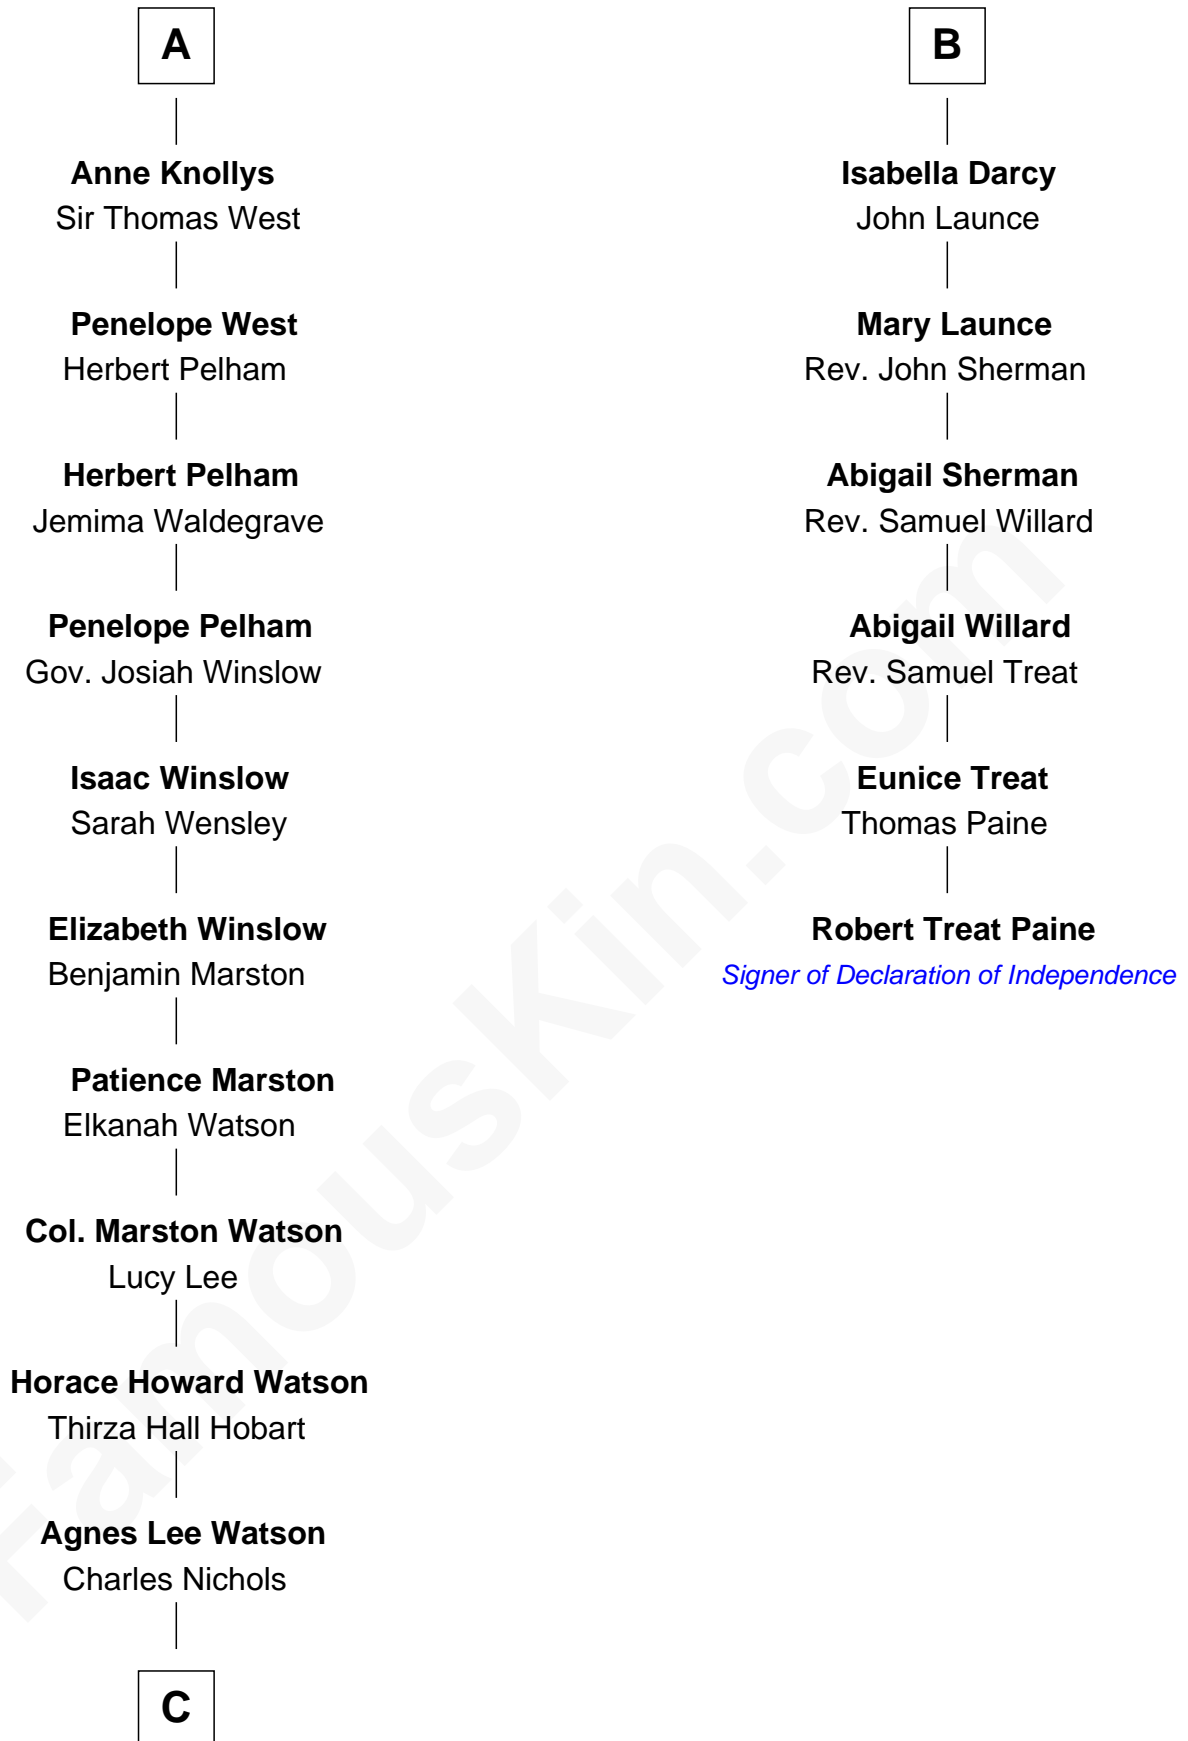 A
Anne Knollys
Sir Thomas West
Penelope West
Herbert Pelham
Herbert Pelham
Jemima Waldegrave
Penelope Pelham
Gov. Josiah Winslow
Isaac Winslow
Sarah Wensley
Elizabeth Winslow
Benjamin Marston
Patience Marston
Elkanah Watson
Col. Marston Watson
Lucy Lee
Horace Howard Watson
Thirza Hall Hobart
Agnes Lee Watson
Charles Nichols
C
B
Isabella Darcy
John Launce
Mary Launce
Rev. John Sherman
Abigail Sherman
Rev. Samuel Willard
Abigail Willard
Rev. Samuel Treat
Eunice Treat
Thomas Paine
Robert Treat Paine
Signer of Declaration of Independence
FamousKin.com